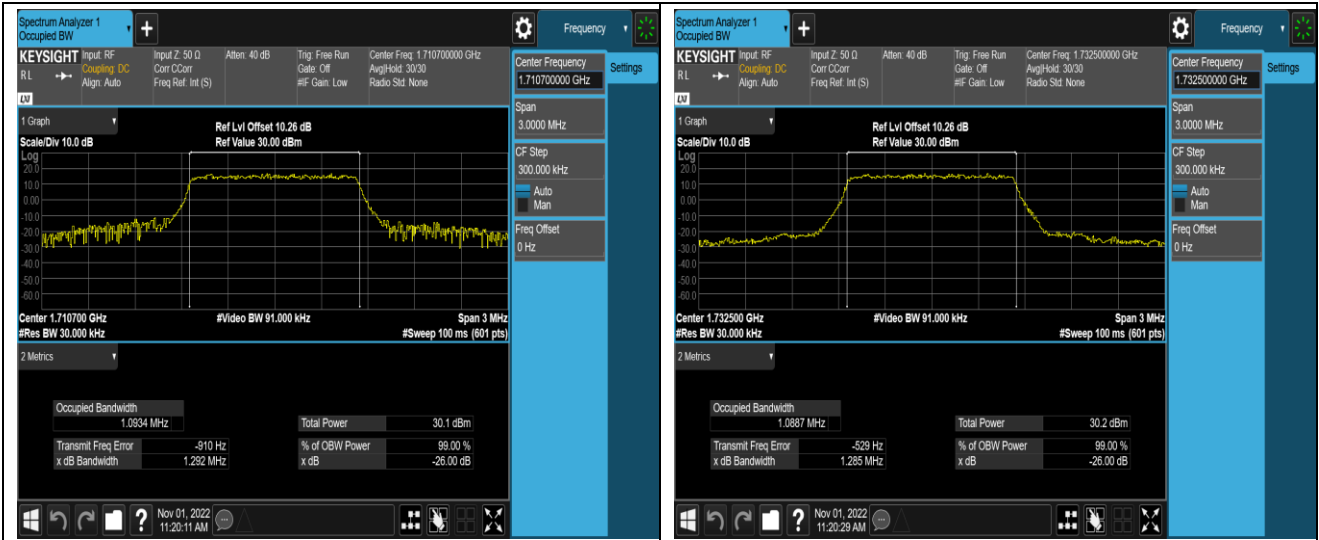 Spectrum Analyzer 1
Occupied BW
Frequency
KEYSIGHT
R L
LXI
Input: RF
Coupling: DC
Align: Auto
Input Z: 50 Ω
Corr CCorr
Freq Ref: Int (S)
Atten: 40 dB
Trig: Free Run
Gate: Off
#IF Gain: Low
Center Freq: 1.710700000 GHz
Avg|Hold: 30/30
Radio Std: None
Center Frequency
1.710700000 GHz
Settings
Span
3.0000 MHz
CF Step
300.000 kHz
Auto
Man
Freq Offset
0 Hz
1 Graph
Scale/Div 10.0 dB
Ref Lvl Offset 10.26 dB
Ref Value 30.00 dBm
Log
20.0
10.0
0.00
-10.0
-20.0
-30.0
-40.0
-50.0
-60.0
Center 1.710700 GHz
#Video BW 91.000 kHz
Span 3 MHz
#Res BW 30.000 kHz
#Sweep 100 ms (601 pts)
2 Metrics
Occupied Bandwidth
1.0934 MHz
Total Power 30.1 dBm
Transmit Freq Error -910 Hz
% of OBW Power 99.00 %
x dB Bandwidth 1.292 MHz
x dB -26.00 dB
?
Nov 01, 2022
11:20:11 AM
Spectrum Analyzer 1
Occupied BW
Frequency
KEYSIGHT
R L
LXI
Input: RF
Coupling: DC
Align: Auto
Input Z: 50 Ω
Corr CCorr
Freq Ref: Int (S)
Atten: 40 dB
Trig: Free Run
Gate: Off
#IF Gain: Low
Center Freq: 1.732500000 GHz
Avg|Hold: 30/30
Radio Std: None
Center Frequency
1.732500000 GHz
Settings
Span
3.0000 MHz
CF Step
300.000 kHz
Auto
Man
Freq Offset
0 Hz
1 Graph
Scale/Div 10.0 dB
Ref Lvl Offset 10.26 dB
Ref Value 30.00 dBm
Log
20.0
10.0
0.00
-10.0
-20.0
-30.0
-40.0
-50.0
-60.0
Center 1.732500 GHz
#Video BW 91.000 kHz
Span 3 MHz
#Res BW 30.000 kHz
#Sweep 100 ms (601 pts)
2 Metrics
Occupied Bandwidth
1.0887 MHz
Total Power 30.2 dBm
Transmit Freq Error -529 Hz
% of OBW Power 99.00 %
x dB Bandwidth 1.285 MHz
x dB -26.00 dB
?
Nov 01, 2022
11:20:29 AM